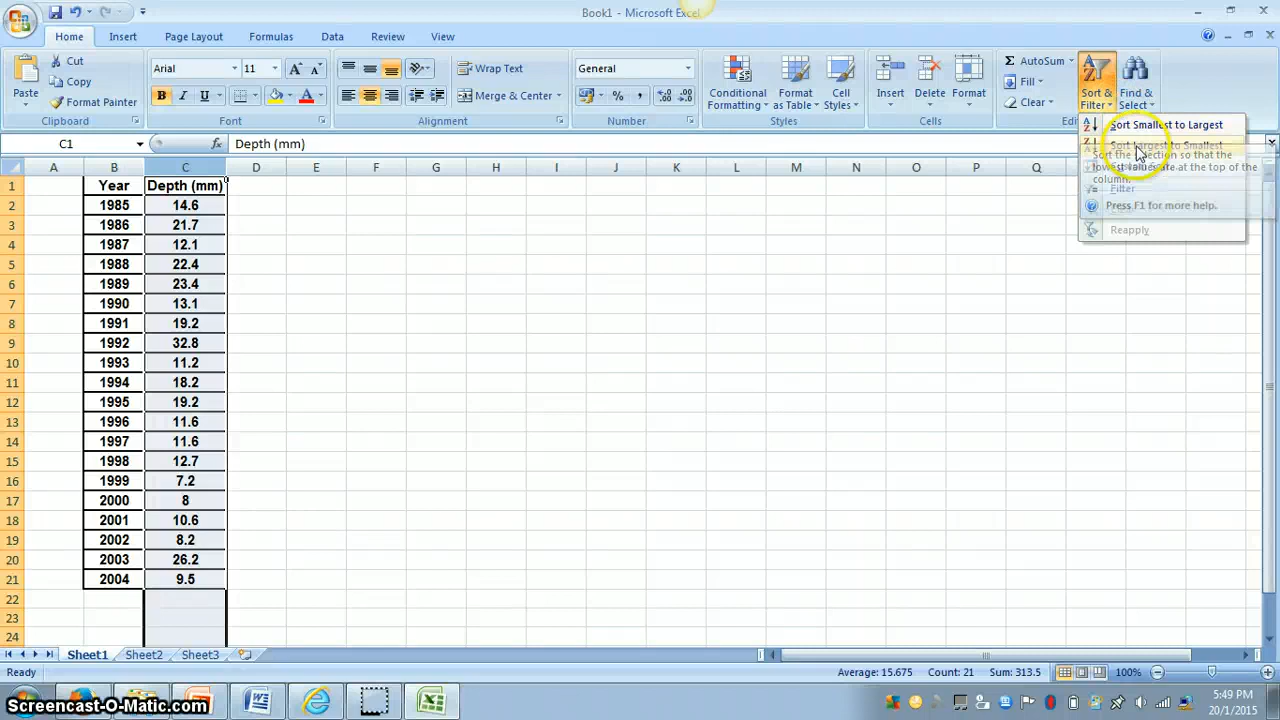 Book1 - Microsoft Excel
Home Insert Page Layout Formulas Data Review View
Paste
Cut
Copy
Format Painter
Clipboard
Arial 11
B I U
Font
Wrap Text
Merge & Center
Alignment
General
Number
Conditional Formatting
Format as Table
Cell Styles
Styles
Insert Delete Format
Cells
AutoSum
Fill
Clear
Sort & Filter
Find & Select
Sort Smallest to Largest
Sort Largest to Smallest
Sort the selection so that the
lowest values are at the top of the
column.
Filter
Press F1 for more help.
Reapply
C1 Depth (mm)
A B C D E F G H I J K L M N O P
1 Year Depth (mm)
2 1985 14.6
3 1986 21.7
4 1987 12.1
5 1988 22.4
6 1989 23.4
7 1990 13.1
8 1991 19.2
9 1992 32.8
10 1993 11.2
11 1994 18.2
12 1995 19.2
13 1996 11.6
14 1997 11.6
15 1998 12.7
16 1999 7.2
17 2000 8
18 2001 10.6
19 2002 8.2
20 2003 26.2
21 2004 9.5
22
23
24
Sheet1 Sheet2 Sheet3
Ready Average: 15.675 Count: 21 Sum: 313.5 100%
Screencast-O-Matic.com
5:49 PM
20/1/2015